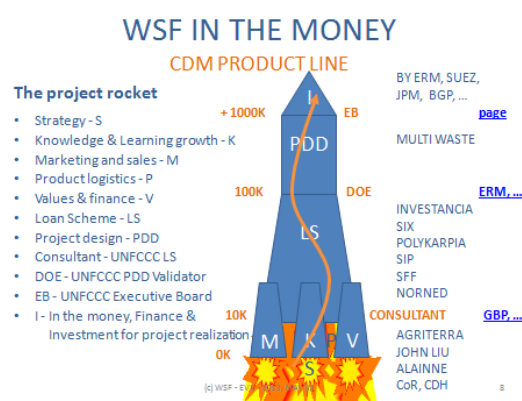 WSF IN THE MONEY
CDM PRODUCT LINE
The project rocket
• Strategy - S
• Knowledge & Learning growth - K
• Marketing and sales - M
• Product logistics - P
• Values & finance - V
• Loan Scheme - LS
• Project design - PDD
• Consultant - UNFCCC LS
• DOE - UNFCCC PDD Validator
• EB - UNFCCC Executive Board
• I - In the money, Finance &
Investment for project realization
I
+ 1000K
EB
PDD
100K
DOE
LS
10K
CONSULTANT
M
K
P
V
0K
S
BY ERM, SUEZ,
JPM, BGP, ...
page
MULTI WASTE
ERM, ...
INVESTANCIA
SIX
POLYKARPIA
SIP
SFF
NORNED
GBP, ...
AGRITERRA
JOHN LIU
ALAINNE
CoR, CDH
(c) WSF -
8